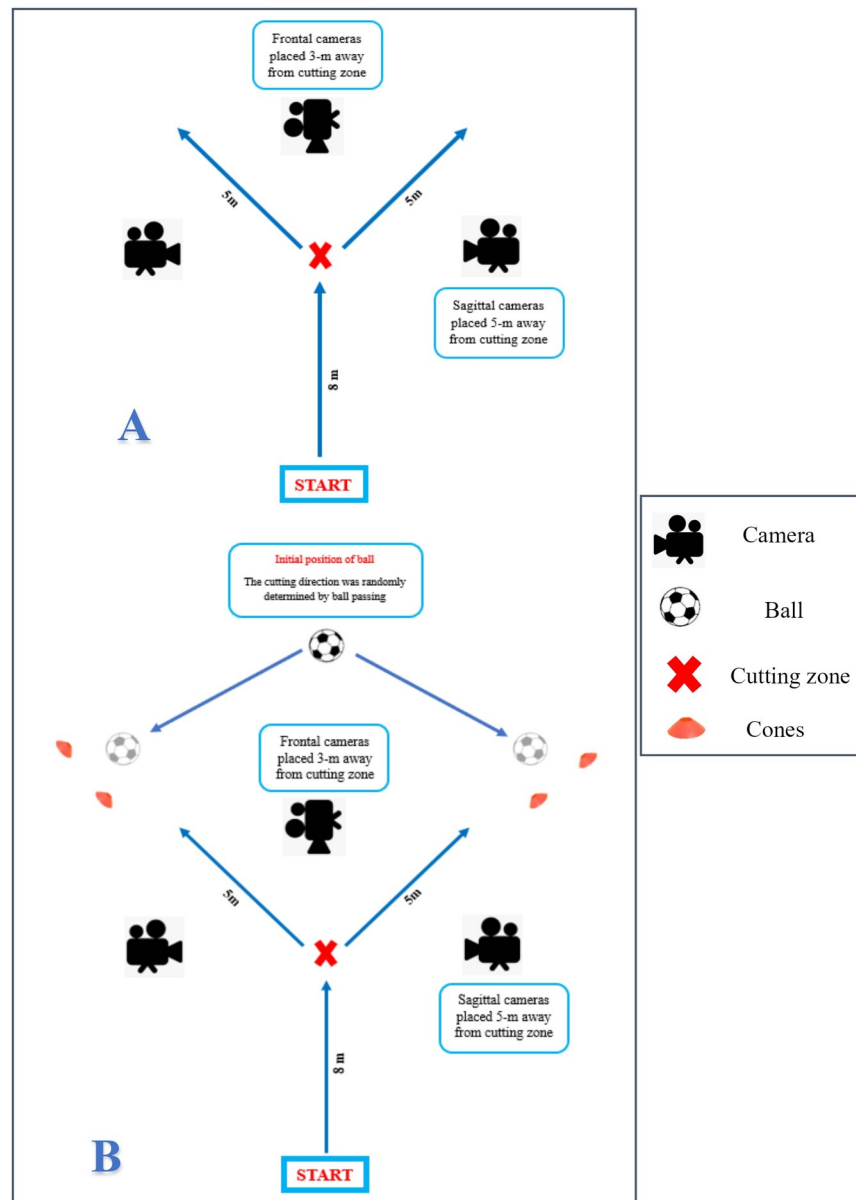 Frontal cameras
placed 3-m away
from cutting zone
5m
5m
Sagittal cameras
placed 5-m away
from cutting zone
8 m
A
START
Initial position of ball
The cutting direction was randomly
determined by ball passing
Frontal cameras
placed 3-m away
from cutting zone
5m
5m
Sagittal cameras
placed 5-m away
from cutting zone
8 m
B
START
Camera
Ball
Cutting zone
Cones